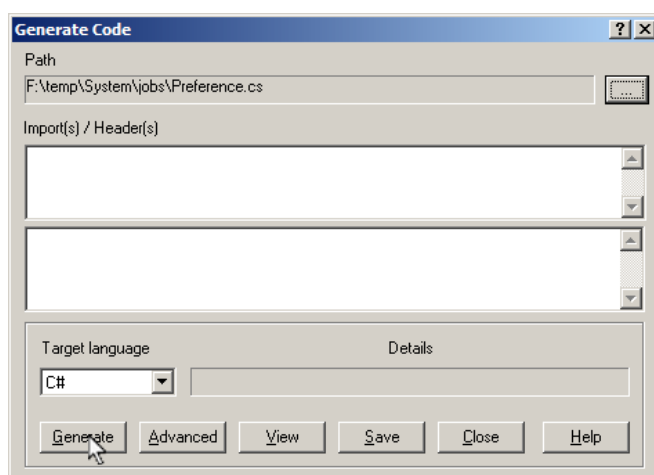 Generate Code
Path
F:\temp\System\jobs\Preference.cs
...
Import(s) / Header(s)
Target language
Details
C#
Generate Advanced View Save Close Help